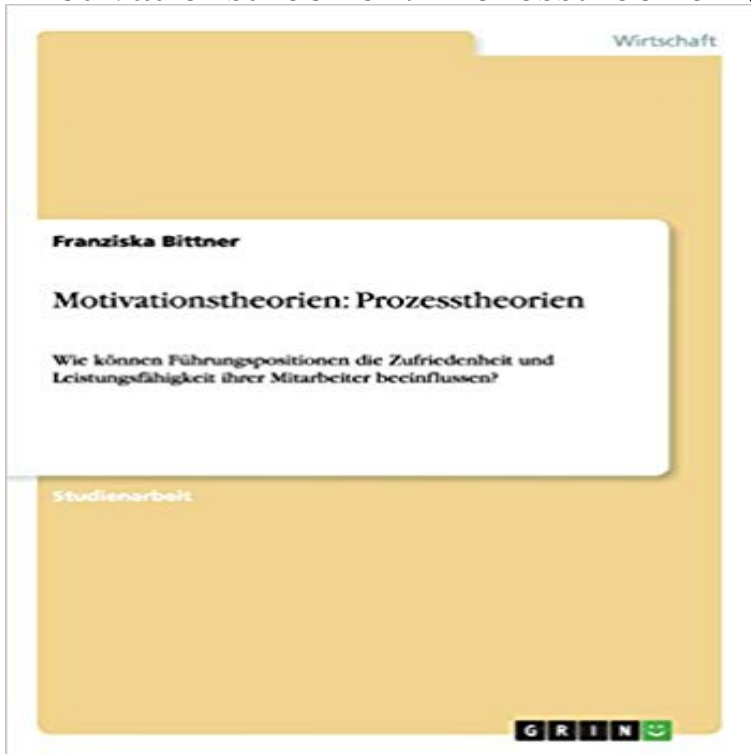 Wirtschaft
Franziska Bittner
Motivationstheorien: Prozesstheorien
Wie können Führungspositionen die Zufriedenheit und
Leistungsfähigkeit ihrer Mitarbeiter beeinflussen?
Studienarbeit
GRIN